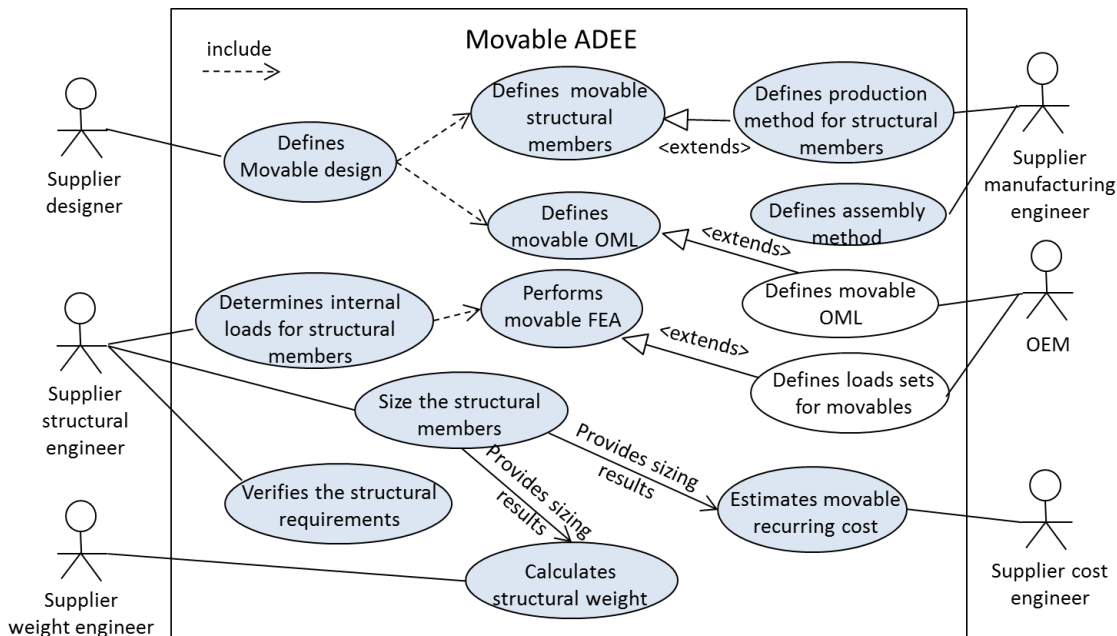 Movable ADEE
include
Supplier
designer
Defines
Movable design
Defines movable
structural
members
Defines production
method for structural
members
<extends>
Supplier
manufacturing
engineer
Defines
movable OML
Defines assembly
method
<extends>
Defines movable
OML
OEM
Supplier
structural
engineer
Determines internal
loads for structural
members
Performs
movable FEA
<extends>
Defines loads sets
for movables
Size the structural
members
Provides sizing
results
Provides sizing
results
Verifies the structural
requirements
Estimates movable
recurring cost
Supplier cost
engineer
Supplier
weight engineer
Calculates
structural weight